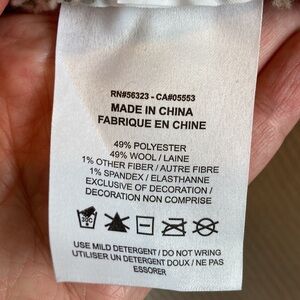 RN#56323 - CA#05553
MADE IN CHINA
FABRIQUE EN CHINE
49% POLYESTER
49% WOOL / LAINE
1% OTHER FIBER / AUTRE FIBRE
1% SPANDEX / ELASTHANNE
EXCLUSIVE OF DECORATION /
DECORATION NON COMPRISE
30C
USE MILD DETERGENT / DO NOT WRING
UTILISER UN DETERGENT DOUX / NE PAS
ESSORER